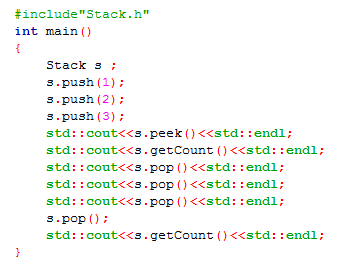 #include"Stack.h"
int main()
{
    Stack s ;
    s.push(1);
    s.push(2);
    s.push(3);
    std::cout<<s.peek()<<std::endl;
    std::cout<<s.getCount()<<std::endl;
    std::cout<<s.pop()<<std::endl;
    std::cout<<s.pop()<<std::endl;
    std::cout<<s.pop()<<std::endl;
    s.pop();
    std::cout<<s.getCount()<<std::endl;
}